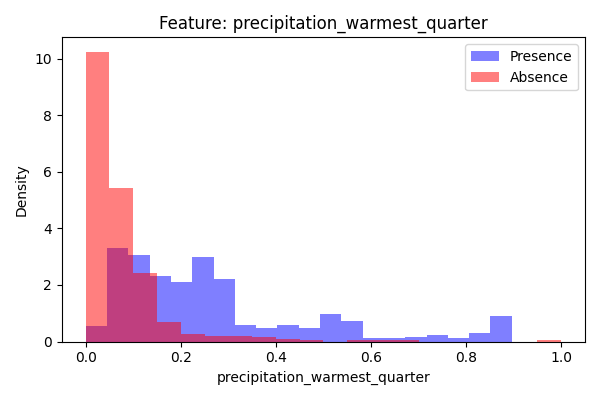 Feature: precipitation_warmest_quarter
Presence
Absence
Density
10
8
6
4
2
0
0.0 0.2 0.4 0.6 0.8 1.0
precipitation_warmest_quarter